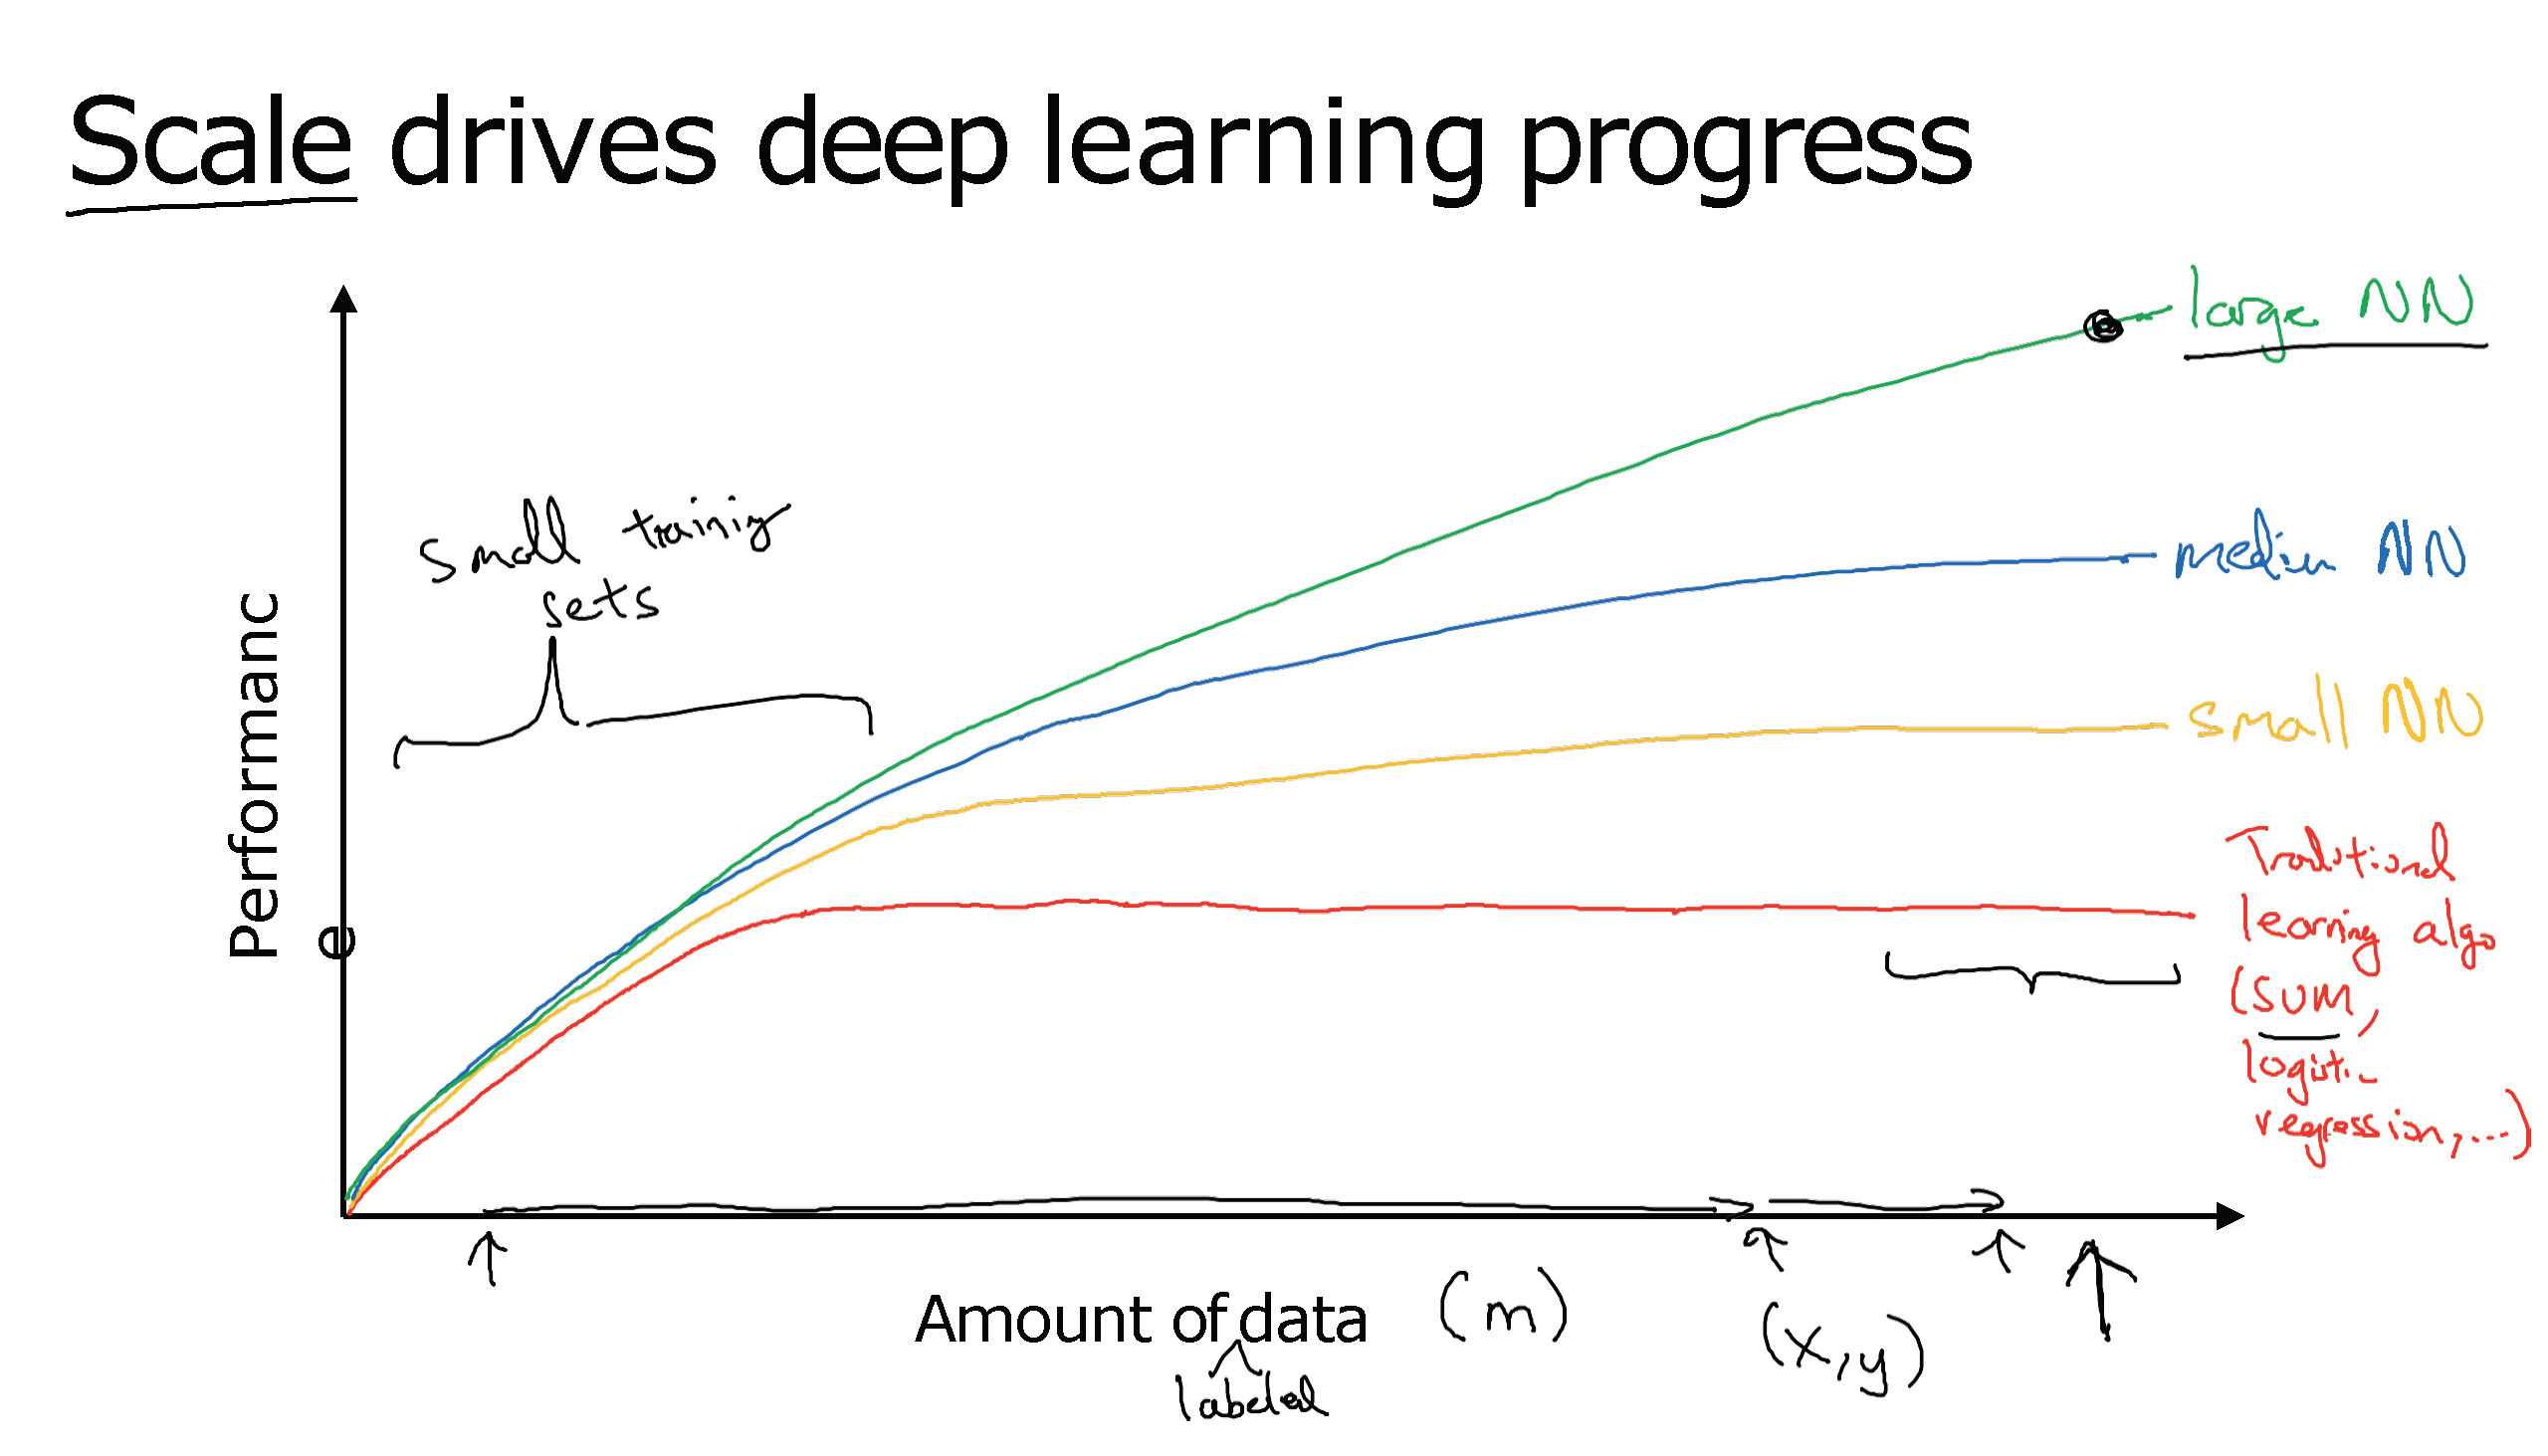 Scale drives deep learning progress
large NN
small training
sets
medium NN
Performanc
e
small NN
Traditional
learning algo
(SVM,
logistic
regression,...)
Amount of data (m)
labeled
(x,y)